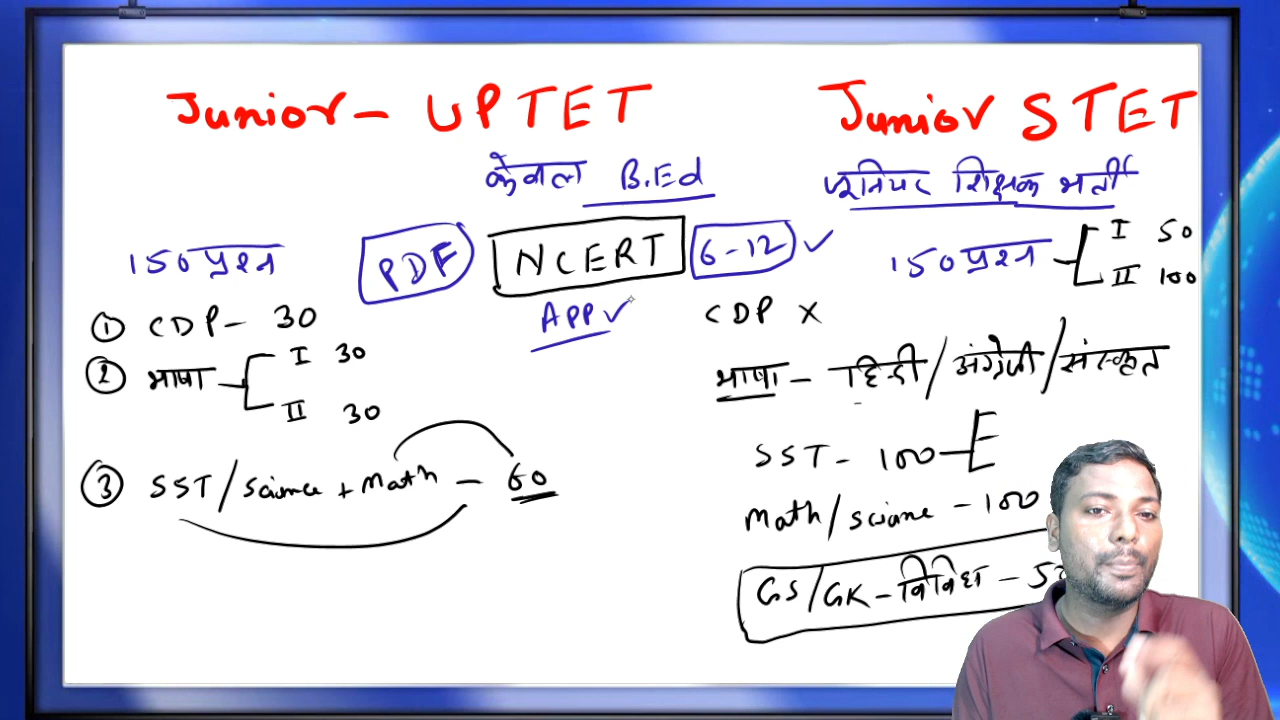 Junior - UPTET
Junior STET
केवल B.Ed
जूनियर शिक्षक भर्ती
150 प्रश्न
PDF
NCERT
6-12 ✓
150 प्रश्न
I 50
II 100
① CDP - 30
APP ✓
CDP X
② भाषा
I 30
II 30
भाषा - हिन्दी/अंग्रेजी/संस्कृत
SST - 100
③ SST/Science + Math - 60
Math/Science - 100
GS/GK - विविध - 5